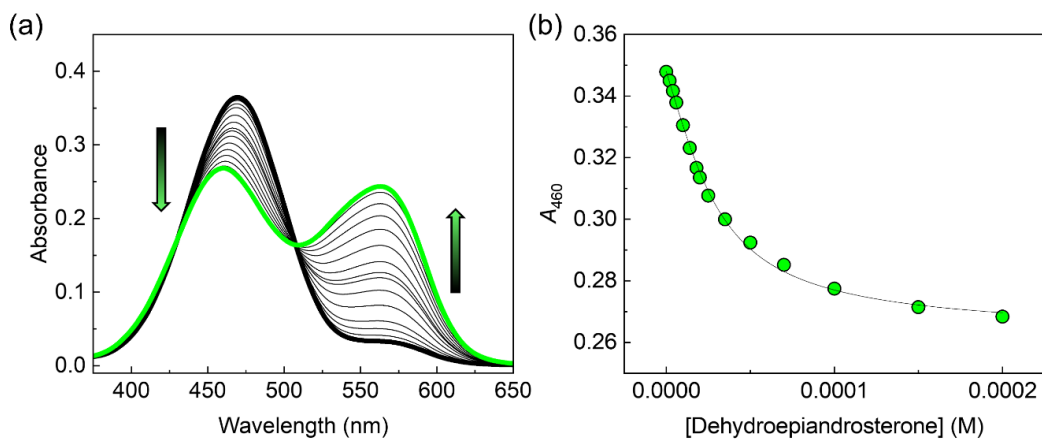 (a)
(b)
Absorbance
0.4
0.3
0.2
0.1
0.0
400 450 500 550 600 650
Wavelength (nm)
A460
0.36
0.34
0.32
0.30
0.28
0.26
0.0000 0.0001 0.0002
[Dehydroepiandrosterone] (M)